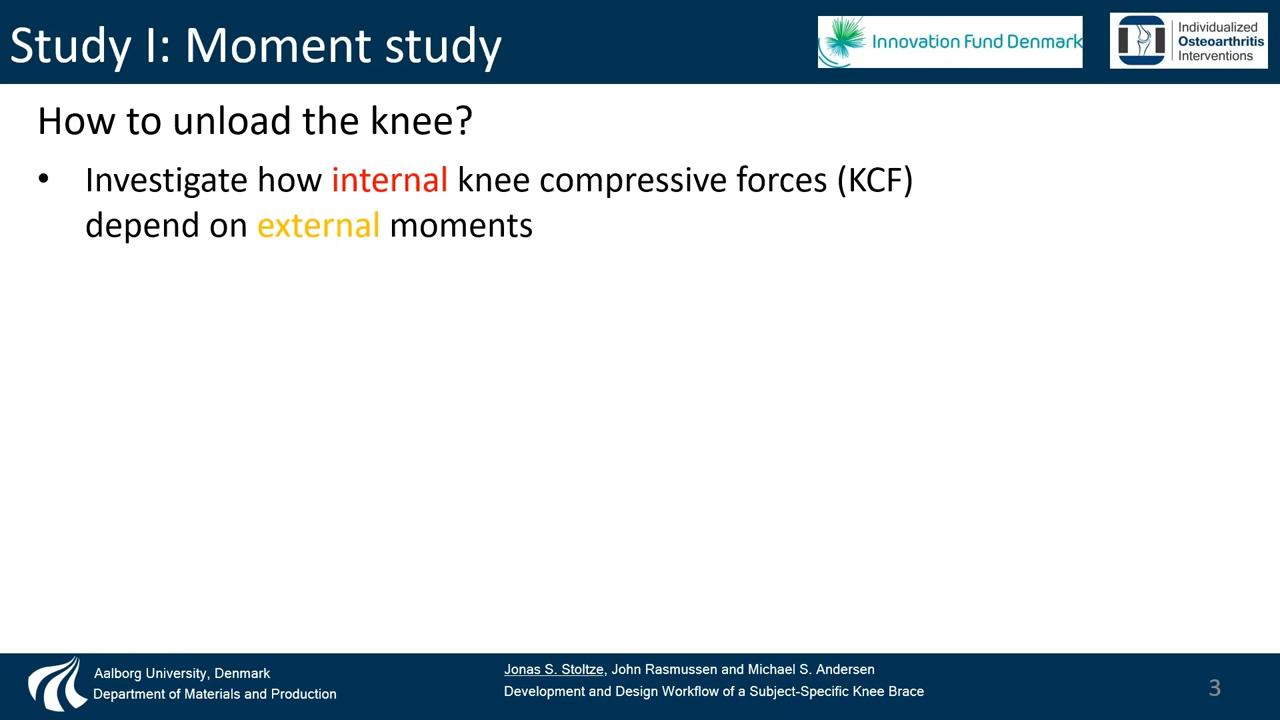 Study I: Moment study
Innovation Fund Denmark
Individualized
Osteoarthritis
Interventions
How to unload the knee?
• Investigate how internal knee compressive forces (KCF)
depend on external moments
Aalborg University, Denmark
Department of Materials and Production
Jonas S. Stoltze, John Rasmussen and Michael S. Andersen
Development and Design Workflow of a Subject-Specific Knee Brace
3